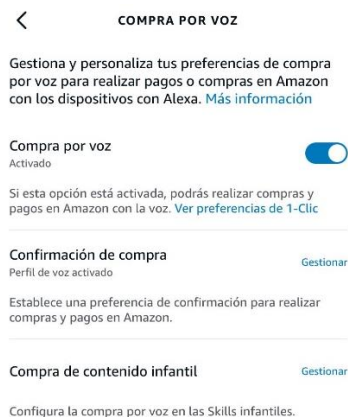 COMPRA POR VOZ
Gestiona y personaliza tus preferencias de compra
por voz para realizar pagos o compras en Amazon
con los dispositivos con Alexa. Más información
Compra por voz
Activado
Si esta opción está activada, podrás realizar compras y
pagos en Amazon con la voz. Ver preferencias de 1-Clic
Confirmación de compra
Gestionar
Perfil de voz activado
Establece una preferencia de confirmación para realizar
compras y pagos en Amazon.
Compra de contenido infantil
Gestionar
Configura la compra por voz en las Skills infantiles.